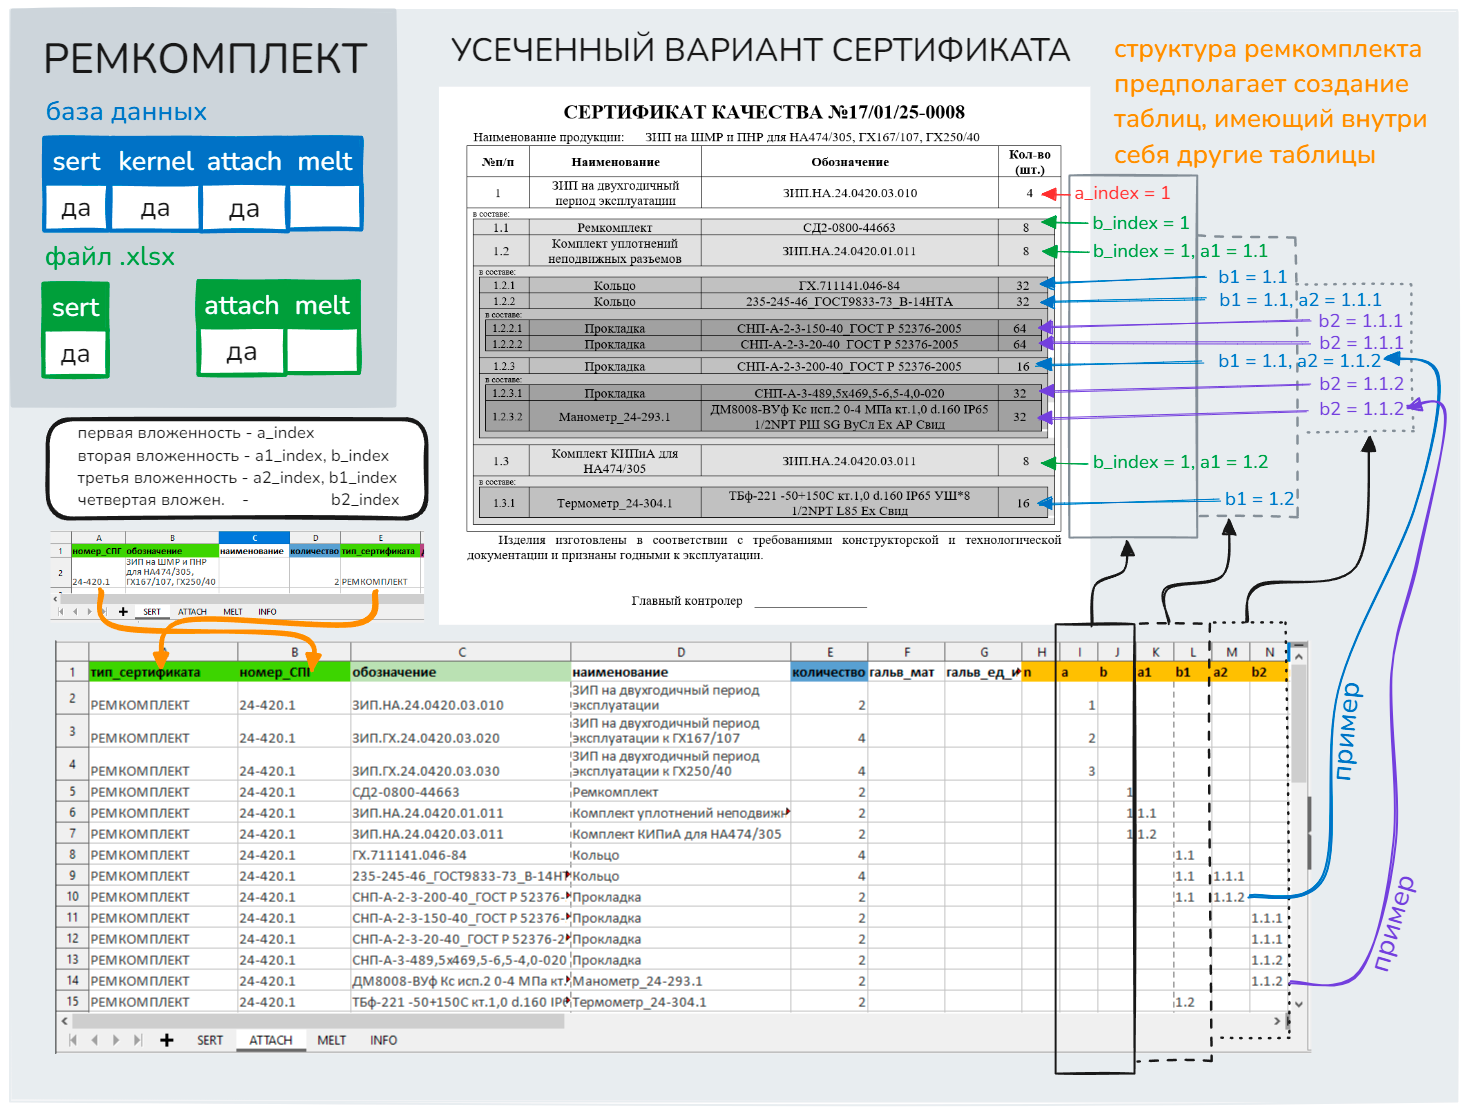 РЕМКОМПЛЕКТ
база данных
sert kernel attach melt
да да да
файл .xlsx
sert attach melt
да да
УСЕЧЕННЫЙ ВАРИАНТ СЕРТИФИКАТА
структура ремкомплекта
предполагает создание
таблиц, имеющий внутри
себя другие таблицы
СЕРТИФИКАТ КАЧЕСТВА №17/01/25-0008
Наименование продукции: ЗИП на ШМР и ПНР для НА474/305, ГХ167/107, ГХ250/40
№п/п Наименование Обозначение Кол-во
(шт.)
1 ЗИП на двухгодичный
период эксплуатации ЗИП.НА.24.0420.03.010 4
в составе:
1.1 Ремкомплект СД2-0800-44663 8
1.2 Комплект уплотнений
неподвижных разъемов ЗИП.НА.24.0420.01.011 8
в составе:
1.2.1 Кольцо ГХ.711141.046-84 32
1.2.2 Кольцо 235-245-46_ГОСТ9833-73_В-14НТА 32
в составе:
1.2.2.1 Прокладка СНП-А-2-3-150-40_ГОСТ Р 52376-2005 64
1.2.2.2 Прокладка СНП-А-2-3-20-40_ГОСТ Р 52376-2005 64
1.2.3 Прокладка СНП-А-2-3-200-40_ГОСТ Р 52376-2005 16
в составе:
1.2.3.1 Прокладка СНП-А-3-489,5х469,5-6,5-4,0-020 32
1.2.3.2 Манометр_24-293.1 ДМ8008-ВУф Кс исп.2 0-4 МПа кт.1,0 d.160 IP65
1/2NPT РШ SG ВуСл Ex АР Свид 32
1.3 Комплект КИПиА для
НА474/305 ЗИП.НА.24.0420.03.011 8
в составе:
1.3.1 Термометр_24-304.1 ТБф-221 -50+150С кт.1,0 d.160 IP65 УШ*8
1/2NPT L85 Ex Свид 16
Изделия изготовлены в соответствии с требованиями конструкторской и технологической
документации и признаны годными к эксплуатации.
Главный контролер
a_index = 1
b_index = 1
b_index = 1, a1 = 1.1
b1 = 1.1
b1 = 1.1, a2 = 1.1.1
b2 = 1.1.1
b2 = 1.1.1
b1 = 1.1, a2 = 1.1.2
b2 = 1.1.2
b2 = 1.1.2
b_index = 1, a1 = 1.2
b1 = 1.2
первая вложенность - a_index
вторая вложенность - a1_index, b_index
третья вложенность - a2_index, b1_index
четвертая вложен. - b2_index
A B C D E
1 номер_СПГ обозначение наименование количество тип_сертификата
2 24-420.1 ЗИП на ШМР и ПНР
для НА474/305,
ГХ167/107, ГХ250/40 2 РЕМКОМПЛЕКТ
SERT ATTACH MELT INFO
A B C D E F G H I J K L M N
1 тип_сертификата номер_СПГ обозначение наименование количество гальв_мат гальв_ед_и n a b a1 b1 a2 b2
2 РЕМКОМПЛЕКТ 24-420.1 ЗИП.НА.24.0420.03.010 ЗИП на двухгодичный период
эксплуатации 2 1
3 РЕМКОМПЛЕКТ 24-420.1 ЗИП.ГХ.24.0420.03.020 ЗИП на двухгодичный период
эксплуатации к ГХ167/107 4 2
4 РЕМКОМПЛЕКТ 24-420.1 ЗИП.ГХ.24.0420.03.030 ЗИП на двухгодичный период
эксплуатации к ГХ250/40 4 3
5 РЕМКОМПЛЕКТ 24-420.1 СД2-0800-44663 Ремкомплект 2 1
6 РЕМКОМПЛЕКТ 24-420.1 ЗИП.НА.24.0420.01.011 Комплект уплотнений неподвижн 2 1 1.1
7 РЕМКОМПЛЕКТ 24-420.1 ЗИП.НА.24.0420.03.011 Комплект КИПиА для НА474/305 2 1 1.2
8 РЕМКОМПЛЕКТ 24-420.1 ГХ.711141.046-84 Кольцо 4 1.1
9 РЕМКОМПЛЕКТ 24-420.1 235-245-46_ГОСТ9833-73_В-14НТ Кольцо 4 1.1 1.1.1
10 РЕМКОМПЛЕКТ 24-420.1 СНП-А-2-3-200-40_ГОСТ Р 52376- Прокладка 2 1.1 1.1.2
11 РЕМКОМПЛЕКТ 24-420.1 СНП-А-2-3-150-40_ГОСТ Р 52376- Прокладка 2 1.1.1
12 РЕМКОМПЛЕКТ 24-420.1 СНП-А-2-3-20-40_ГОСТ Р 52376-2 Прокладка 2 1.1.1
13 РЕМКОМПЛЕКТ 24-420.1 СНП-А-3-489,5х469,5-6,5-4,0-020 Прокладка 2 1.1.2
14 РЕМКОМПЛЕКТ 24-420.1 ДМ8008-ВУф Кс исп.2 0-4 МПа кт. Манометр_24-293.1 2 1.1.2
15 РЕМКОМПЛЕКТ 24-420.1 ТБф-221 -50+150С кт.1,0 d.160 IP6 Термометр_24-304.1 2 1.2
SERT ATTACH MELT INFO
пример
пример